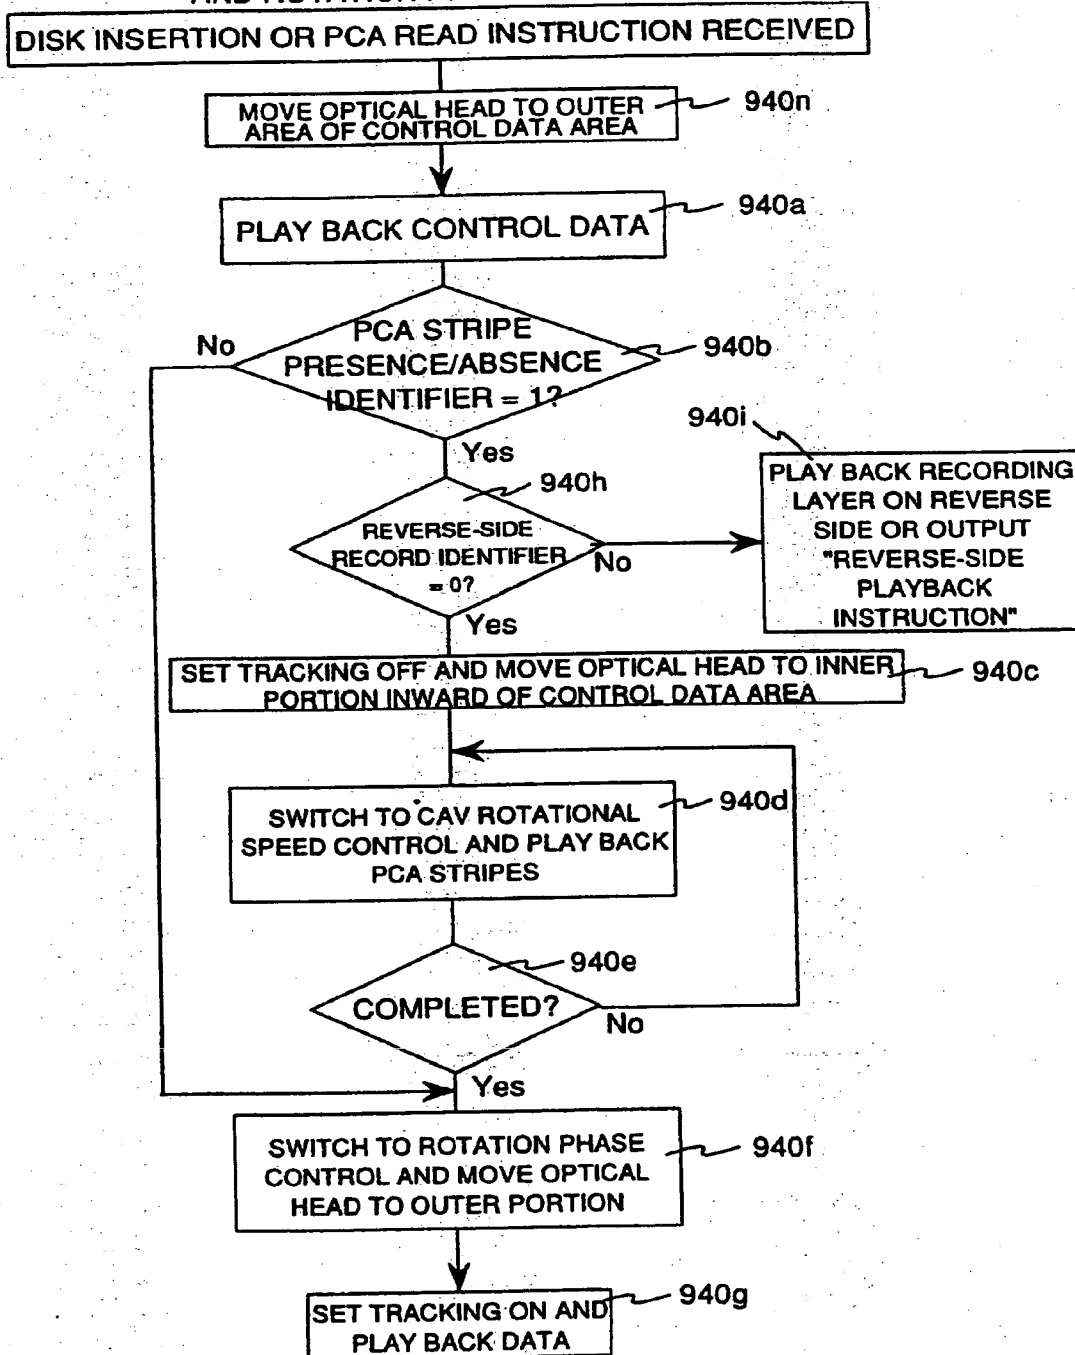 DISK INSERTION OR PCA READ INSTRUCTION RECEIVED
MOVE OPTICAL HEAD TO OUTER
AREA OF CONTROL DATA AREA
940n
PLAY BACK CONTROL DATA
940a
PCA STRIPE
PRESENCE/ABSENCE
IDENTIFIER = 1?
940b
No
Yes
REVERSE-SIDE
RECORD IDENTIFIER
= 0?
940h
No
Yes
940i
PLAY BACK RECORDING
LAYER ON REVERSE
SIDE OR OUTPUT
"REVERSE-SIDE
PLAYBACK
INSTRUCTION"
SET TRACKING OFF AND MOVE OPTICAL HEAD TO INNER
PORTION INWARD OF CONTROL DATA AREA
940c
SWITCH TO CAV ROTATIONAL
SPEED CONTROL AND PLAY BACK
PCA STRIPES
940d
COMPLETED?
940e
No
Yes
SWITCH TO ROTATION PHASE
CONTROL AND MOVE OPTICAL
HEAD TO OUTER PORTION
940f
SET TRACKING ON AND
PLAY BACK DATA
940g